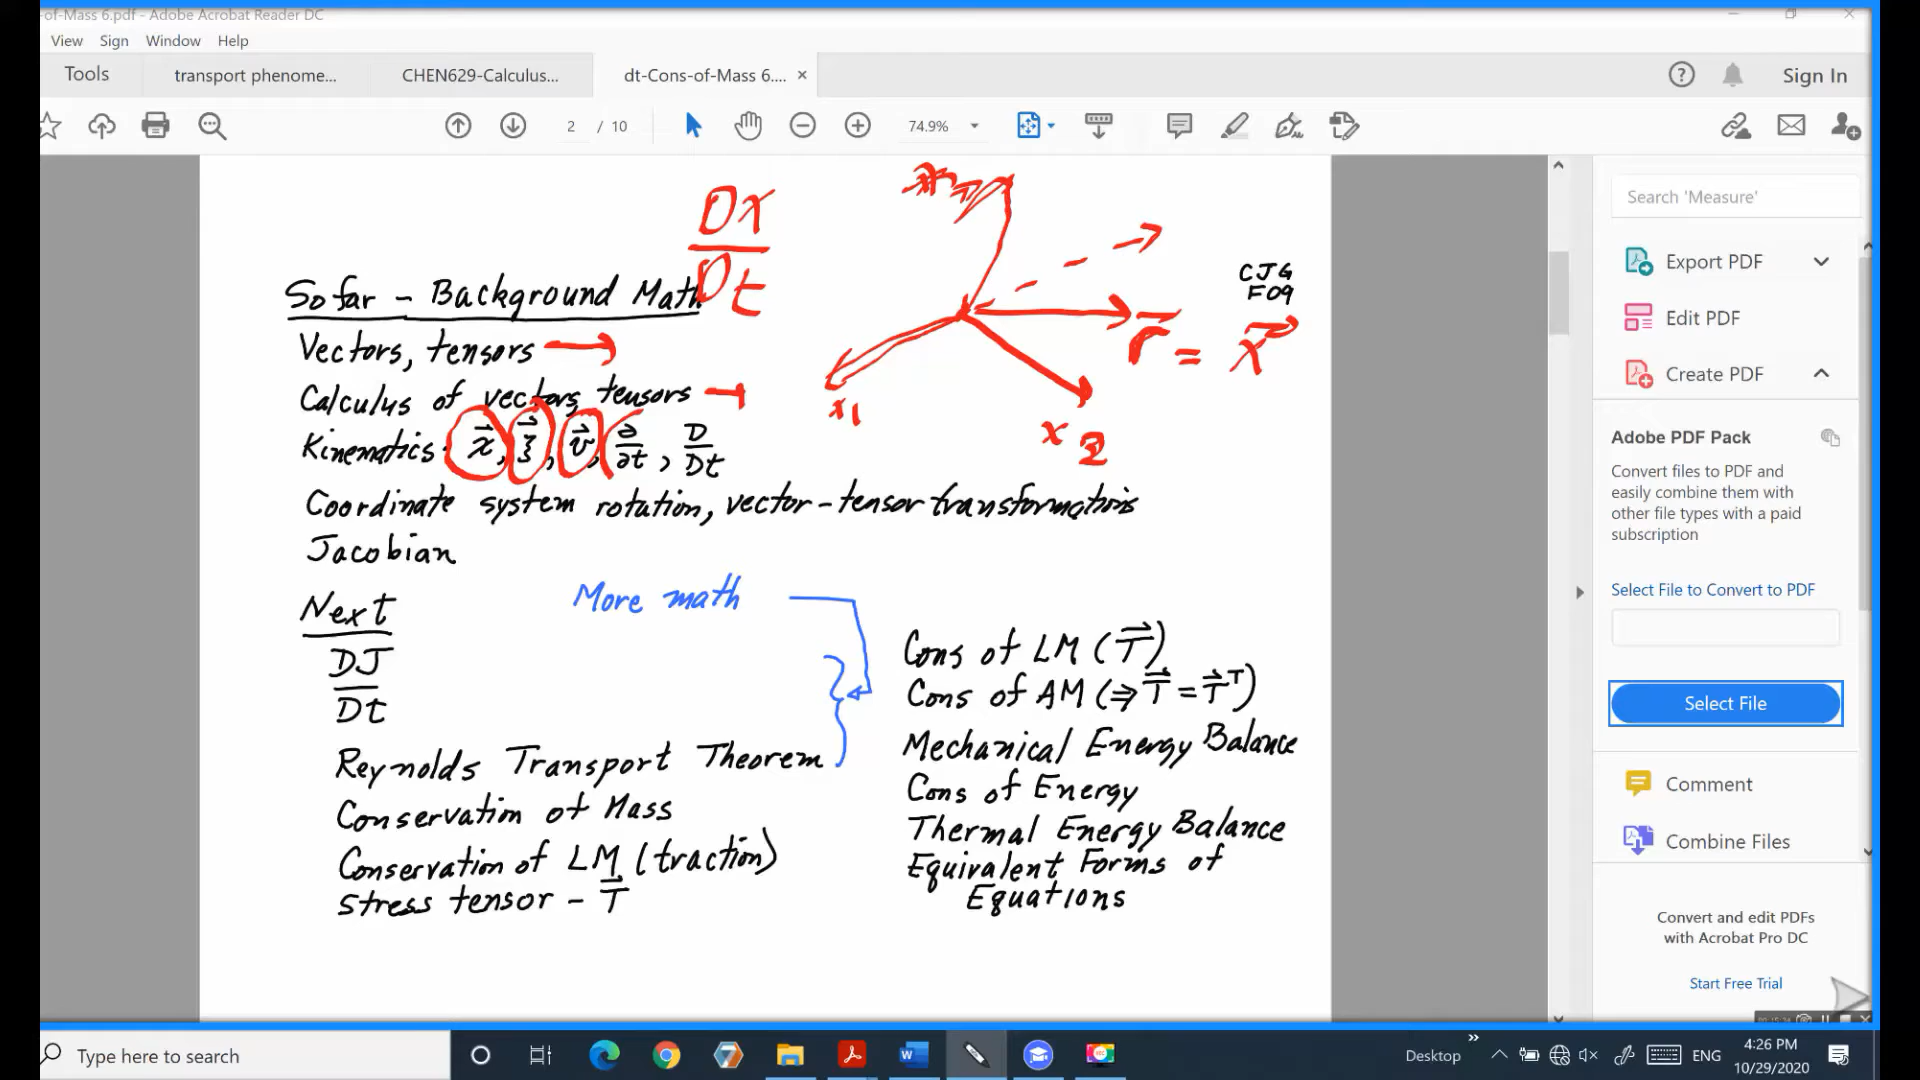 -of-Mass 6.pdf - Adobe Acrobat Reader DC
View Sign Window Help
Tools transport phenome... CHEN629-Calculus... dt-Cons-of-Mass 6.... × Sign In
2 / 10 74.9%
Dx
Dt
CJG
F09
So far - Background Math
Vectors, tensors
r⃗ = x⃗
Calculus of vectors, tensors
x1
x2
Kinematics - x⃗, ξ⃗, v⃗, ∂/∂t, D/Dt
Coordinate system rotation, vector-tensor transformations
Jacobian
Next
More math
DJ
Dt
Reynolds Transport Theorem
Conservation of Mass
Conservation of LM (traction)
Stress tensor - T⃗
Cons of LM (T⃗)
Cons of AM (⇒ T⃗ = T⃗ᵀ)
Mechanical Energy Balance
Cons of Energy
Thermal Energy Balance
Equivalent Forms of
Equations
Search 'Measure'
Export PDF
Edit PDF
Create PDF
Adobe PDF Pack
Convert files to PDF and
easily combine them with
other file types with a paid
subscription
Select File to Convert to PDF
Select File
Comment
Combine Files
Convert and edit PDFs
with Acrobat Pro DC
Start Free Trial
Type here to search
Desktop
ENG
4:26 PM
10/29/2020